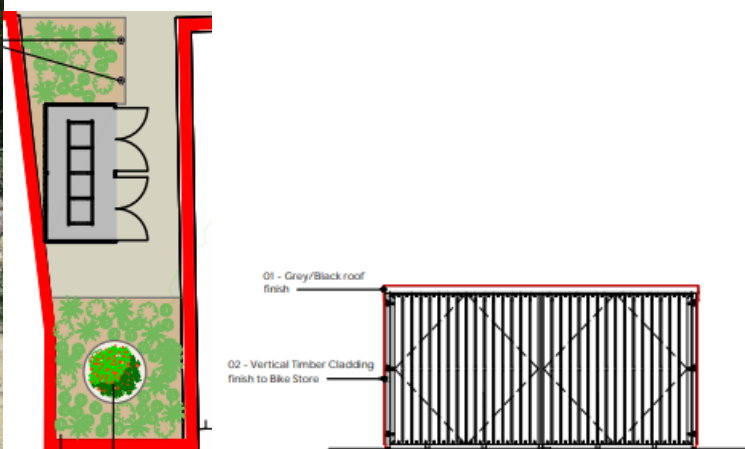 01 - Grey/Black roof
finish
02 - Vertical Timber Cladding
finish to Bike Store